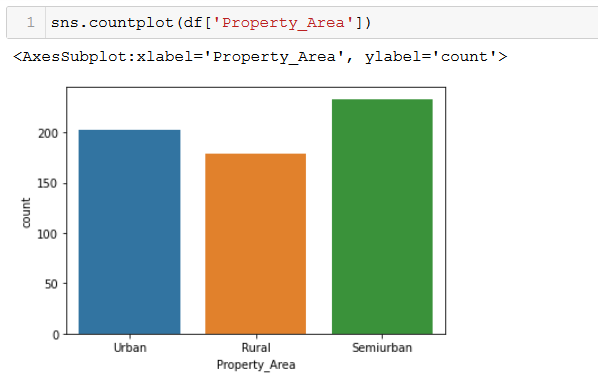 1 sns.countplot(df['Property_Area'])
<AxesSubplot:xlabel='Property_Area', ylabel='count'>
200
150
100
50
0
count
Urban Rural Semiurban
Property_Area